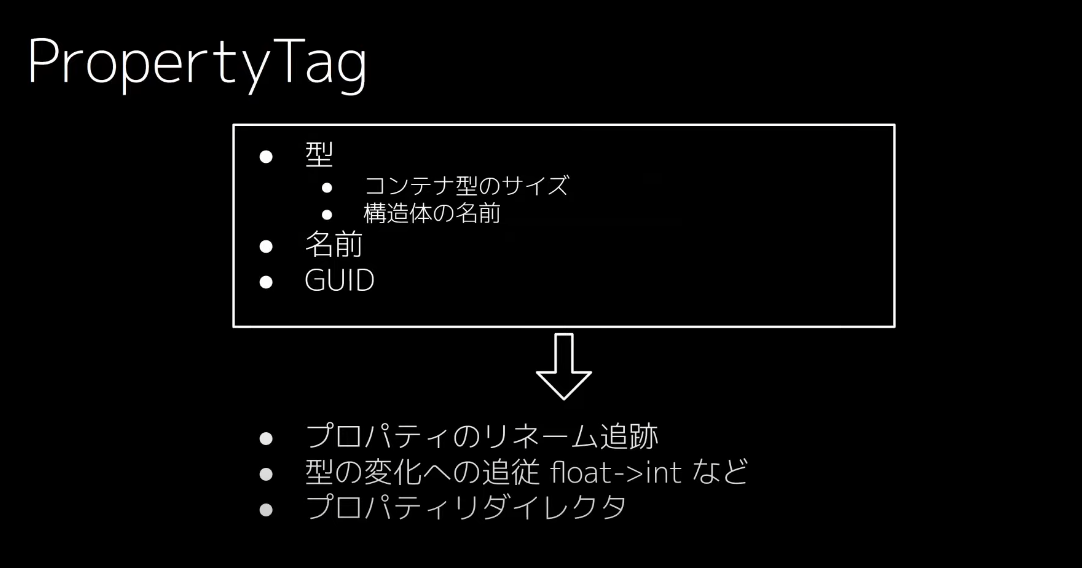 PropertyTag
● 型
● コンテナ型のサイズ
● 構造体の名前
● 名前
● GUID
● プロパティのリネーム追跡
● 型の変化への追従 float->int など
● プロパティリダイレクタ